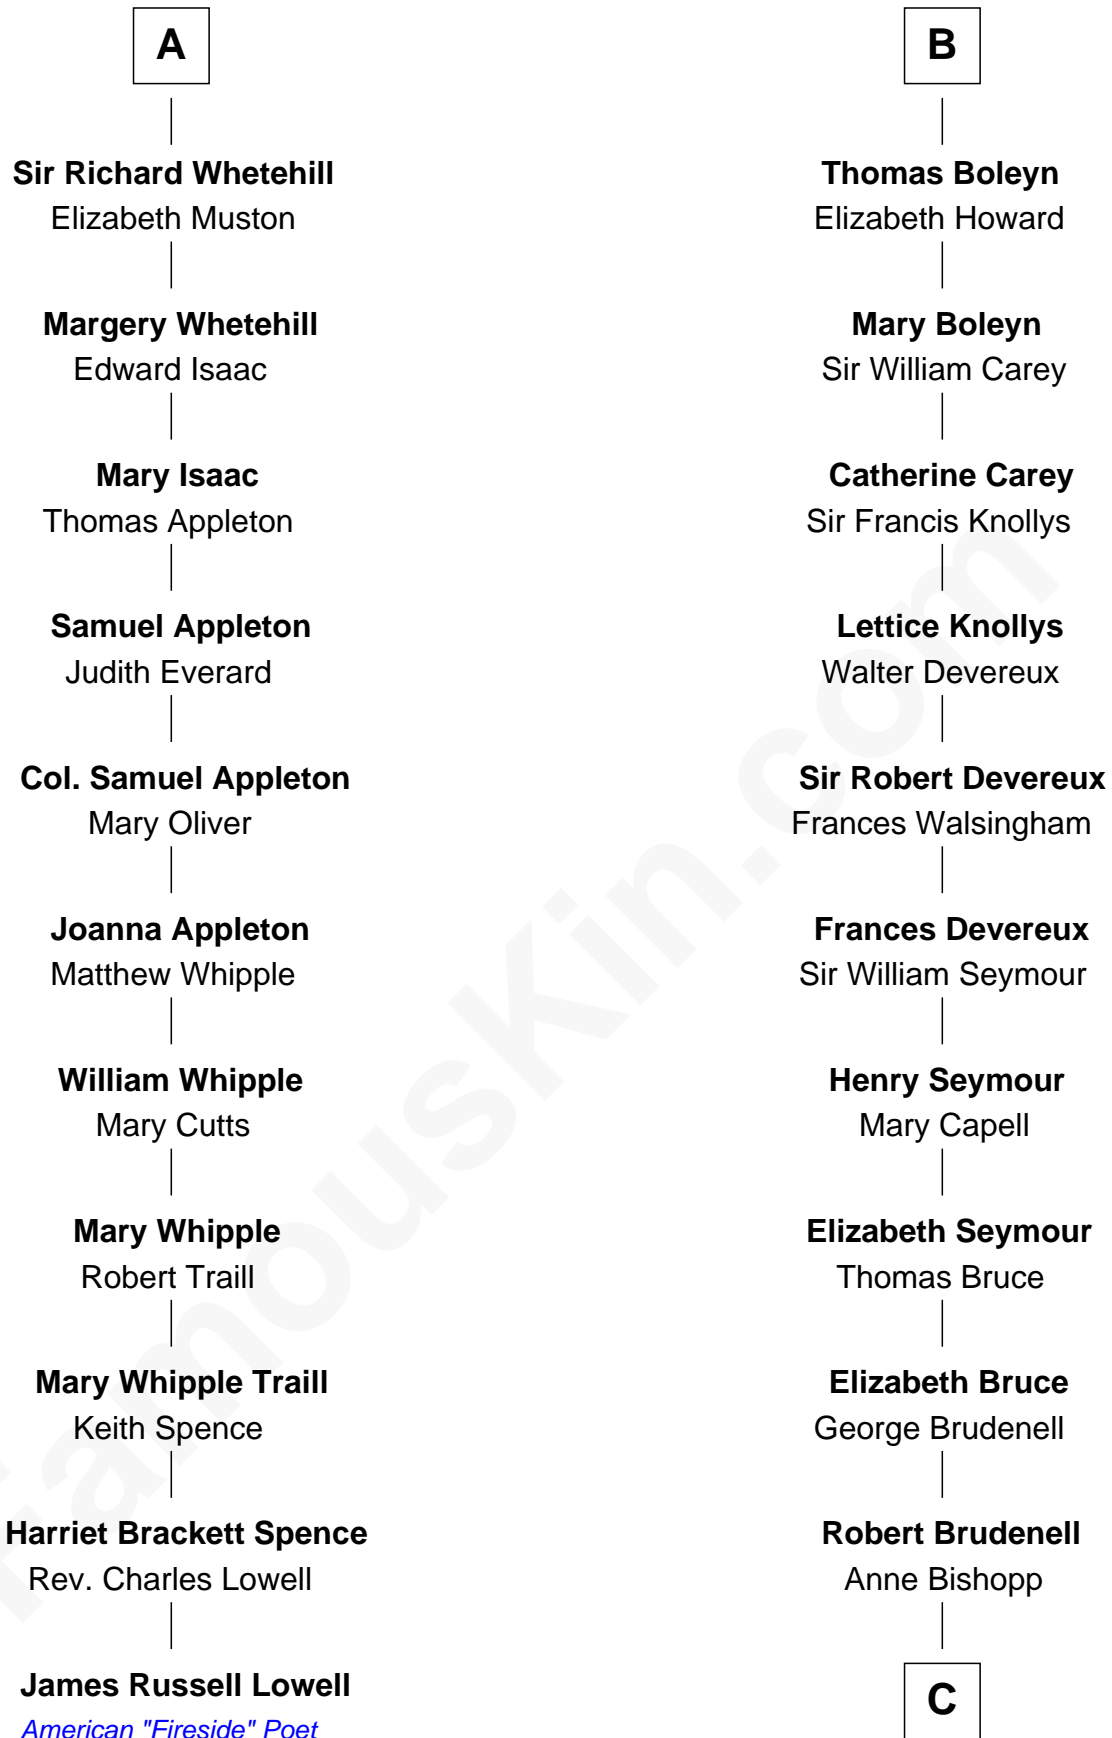 A
Sir Richard Whetehill
Elizabeth Muston
Margery Whetehill
Edward Isaac
Mary Isaac
Thomas Appleton
Samuel Appleton
Judith Everard
Col. Samuel Appleton
Mary Oliver
Joanna Appleton
Matthew Whipple
William Whipple
Mary Cutts
Mary Whipple
Robert Traill
Mary Whipple Traill
Keith Spence
Harriet Brackett Spence
Rev. Charles Lowell
James Russell Lowell
American "Fireside" Poet
B
Thomas Boleyn
Elizabeth Howard
Mary Boleyn
Sir William Carey
Catherine Carey
Sir Francis Knollys
Lettice Knollys
Walter Devereux
Sir Robert Devereux
Frances Walsingham
Frances Devereux
Sir William Seymour
Henry Seymour
Mary Capell
Elizabeth Seymour
Thomas Bruce
Elizabeth Bruce
George Brudenell
Robert Brudenell
Anne Bishopp
C
FamousKin.com